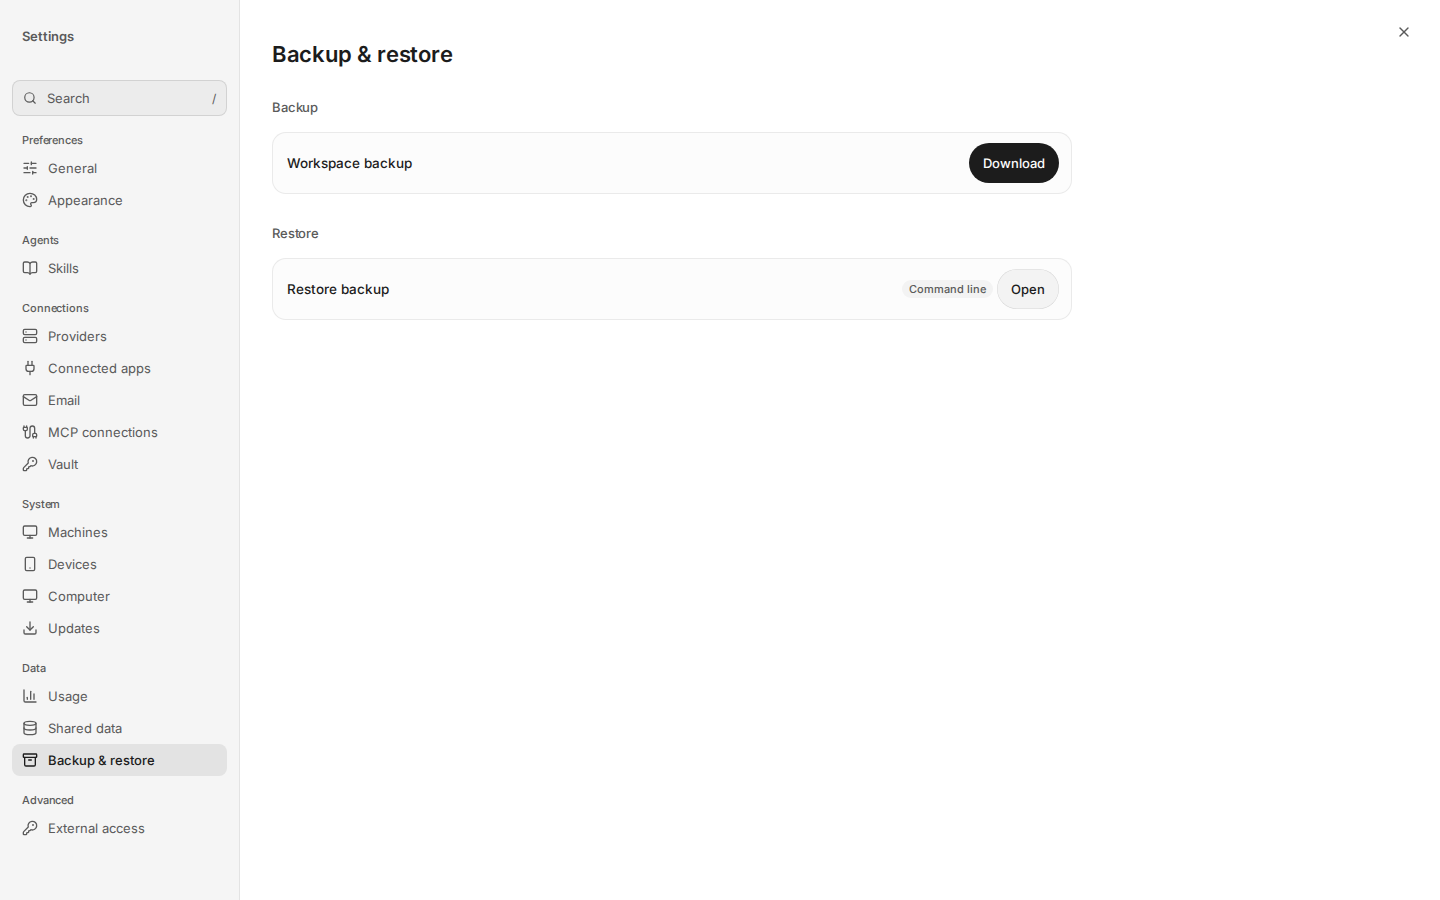 Settings
Search /
Preferences
General
Appearance
Agents
Skills
Connections
Providers
Connected apps
Email
MCP connections
Vault
System
Machines
Devices
Computer
Updates
Data
Usage
Shared data
Backup & restore
Advanced
External access
Backup & restore
Backup
Workspace backup Download
Restore
Restore backup Command line Open